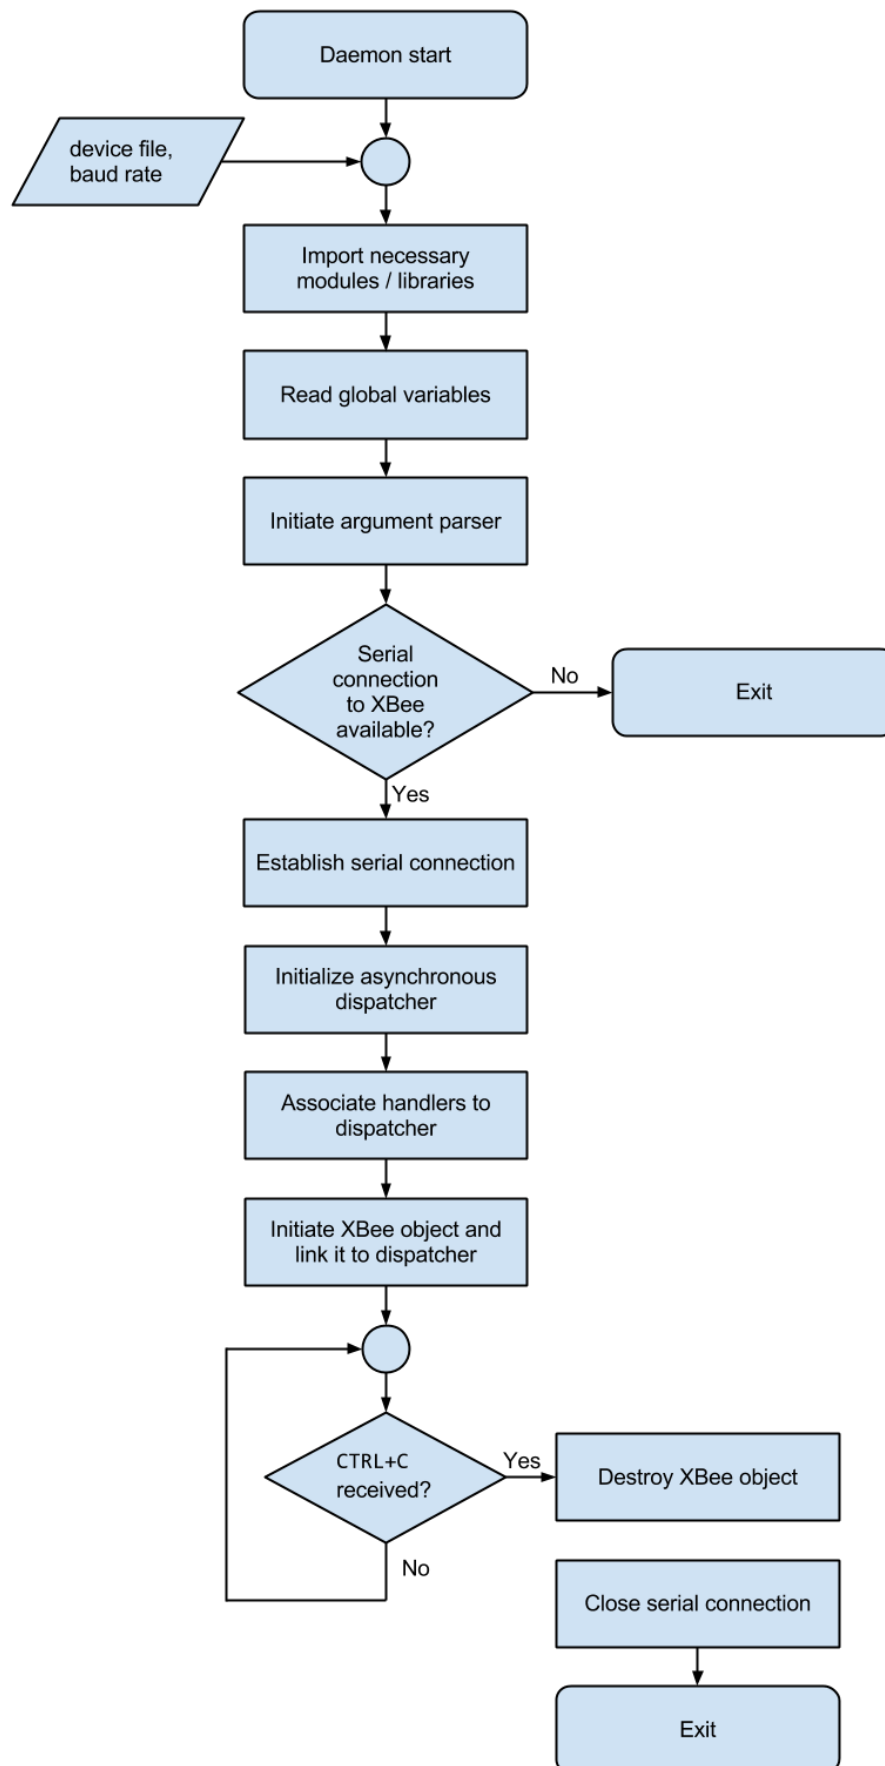 Daemon start
device file,
baud rate
Import necessary
modules / libraries
Read global variables
Initiate argument parser
Serial
connection
to XBee
available?
No
Exit
Yes
Establish serial connection
Initialize asynchronous
dispatcher
Associate handlers to
dispatcher
Initiate XBee object and
link it to dispatcher
CTRL+C
received?
Yes
Destroy XBee object
No
Close serial connection
Exit